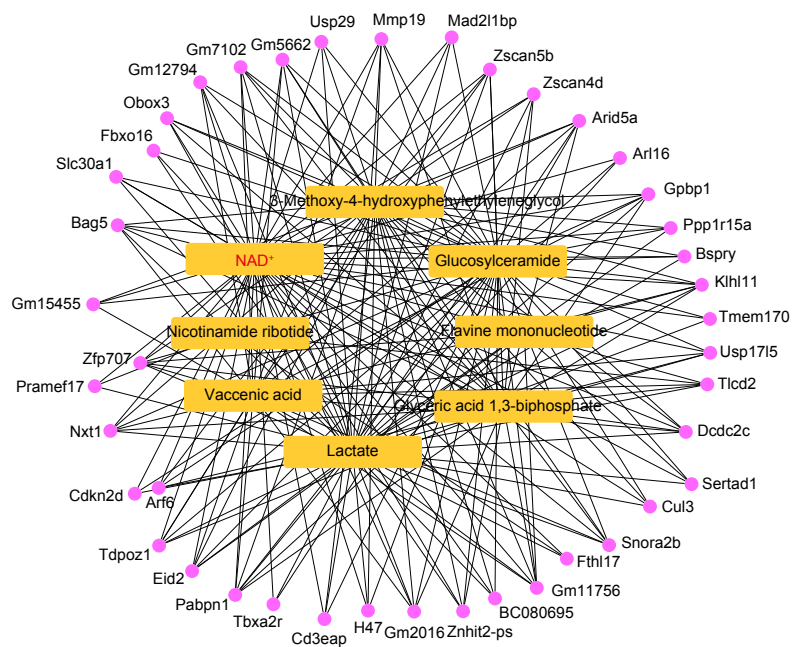 Usp29
Mmp19
Mad2l1bp
Gm7102
Gm5662
Zscan5b
Gm12794
Zscan4d
Obox3
Arid5a
Fbxo16
Arl16
Slc30a1
Gpbp1
3-Methoxy-4-hydroxyphenylethyleneglycol
Bag5
Ppp1r15a
NAD⁺
Glucosylceramide
Bspry
Klhl11
Gm15455
Tmem170
Nicotinamide ribotide
Flavine mononucleotide
Zfp707
Usp17l5
Pramef17
Tlcd2
Vaccenic acid
Glyceric acid 1,3-biphosphate
Nxt1
Dcdc2c
Lactate
Cdkn2d
Arf6
Sertad1
Cul3
Tdpoz1
Snora2b
Eid2
Fthl17
Pabpn1
Gm11756
Tbxa2r
BC080695
Cd3eap
H47
Gm2016
Znhit2-ps